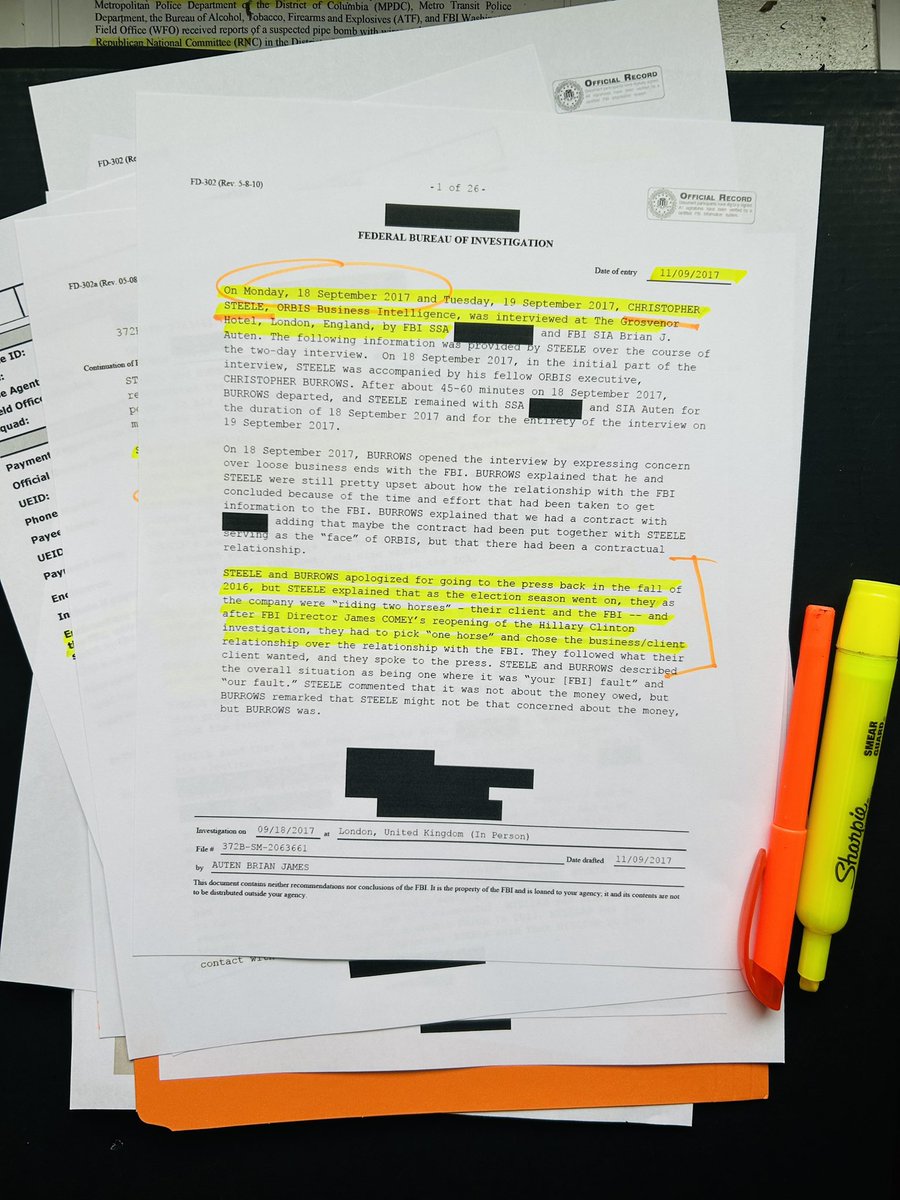 Metropolitan Police Department of the District of Columbia (MPDC), Metro Transit Police
Department, the Bureau of Alcohol, Tobacco, Firearms and Explosives (ATF), and FBI Washin
Field Office (WFO) received reports of a suspected pipe bomb with
Republican National Committee (RNC) in the Distri
OFFICIAL RECORD
FD-302 (Re
FD-302 (Rev. 5-8-10)
-1 of 26-
OFFICIAL RECORD
FEDERAL BUREAU OF INVESTIGATION
Date of entry 11/09/2017
On Monday, 18 September 2017 and Tuesday, 19 September 2017, CHRISTOPHER
STEELE, ORBIS Business Intelligence, was interviewed at The Grosvenor
Hotel, London, England, by FBI SSA and FBI SIA Brian J.
Auten. The following information was provided by STEELE over the course of
the two-day interview. On 18 September 2017, in the initial part of the
interview, STEELE was accompanied by his fellow ORBIS executive,
CHRISTOPHER BURROWS. After about 45-60 minutes on 18 September 2017,
BURROWS departed, and STEELE remained with SSA and SIA Auten for
the duration of 18 September 2017 and for the entirety of the interview on
19 September 2017.
On 18 September 2017, BURROWS opened the interview by expressing concern
over loose business ends with the FBI. BURROWS explained that he and
STEELE were still pretty upset about how the relationship with the FBI
concluded because of the time and effort that had been taken to get
information to the FBI. BURROWS explained that we had a contract with
adding that maybe the contract had been put together with STEELE
serving as the “face” of ORBIS, but that there had been a contractual
relationship.
STEELE and BURROWS apologized for going to the press back in the fall of
2016, but STEELE explained that as the election season went on, they as
the company were “riding two horses” - their client and the FBI -- and
after FBI Director James COMEY’s reopening of the Hillary Clinton
investigation, they had to pick “one horse” and chose the business/client
relationship over the relationship with the FBI. They followed what their
client wanted, and they spoke to the press. STEELE and BURROWS described
the overall situation as being one where it was “your [FBI] fault” and
“our fault.” STEELE commented that it was not about the money owed, but
BURROWS remarked that STEELE might not be that concerned about the money,
but BURROWS was.
Investigation on 09/18/2017 at London, United Kingdom (In Person)
File # 372B-SM-2063661 Date drafted 11/09/2017
by AUTEN BRIAN JAMES
This document contains neither recommendations nor conclusions of the FBI. It is the property of the FBI and is loaned to your agency; it and its contents are not
to be distributed outside your agency.
FD-302a (Rev. 05-08
372B
Continuation of
ST
re
po
m
ID:
Agent
Field Office
quad:
Payment
Official
UEID:
Phone
Payee
UEID
Pay
En
In
contact with
Sharpie
SMEAR GUARD